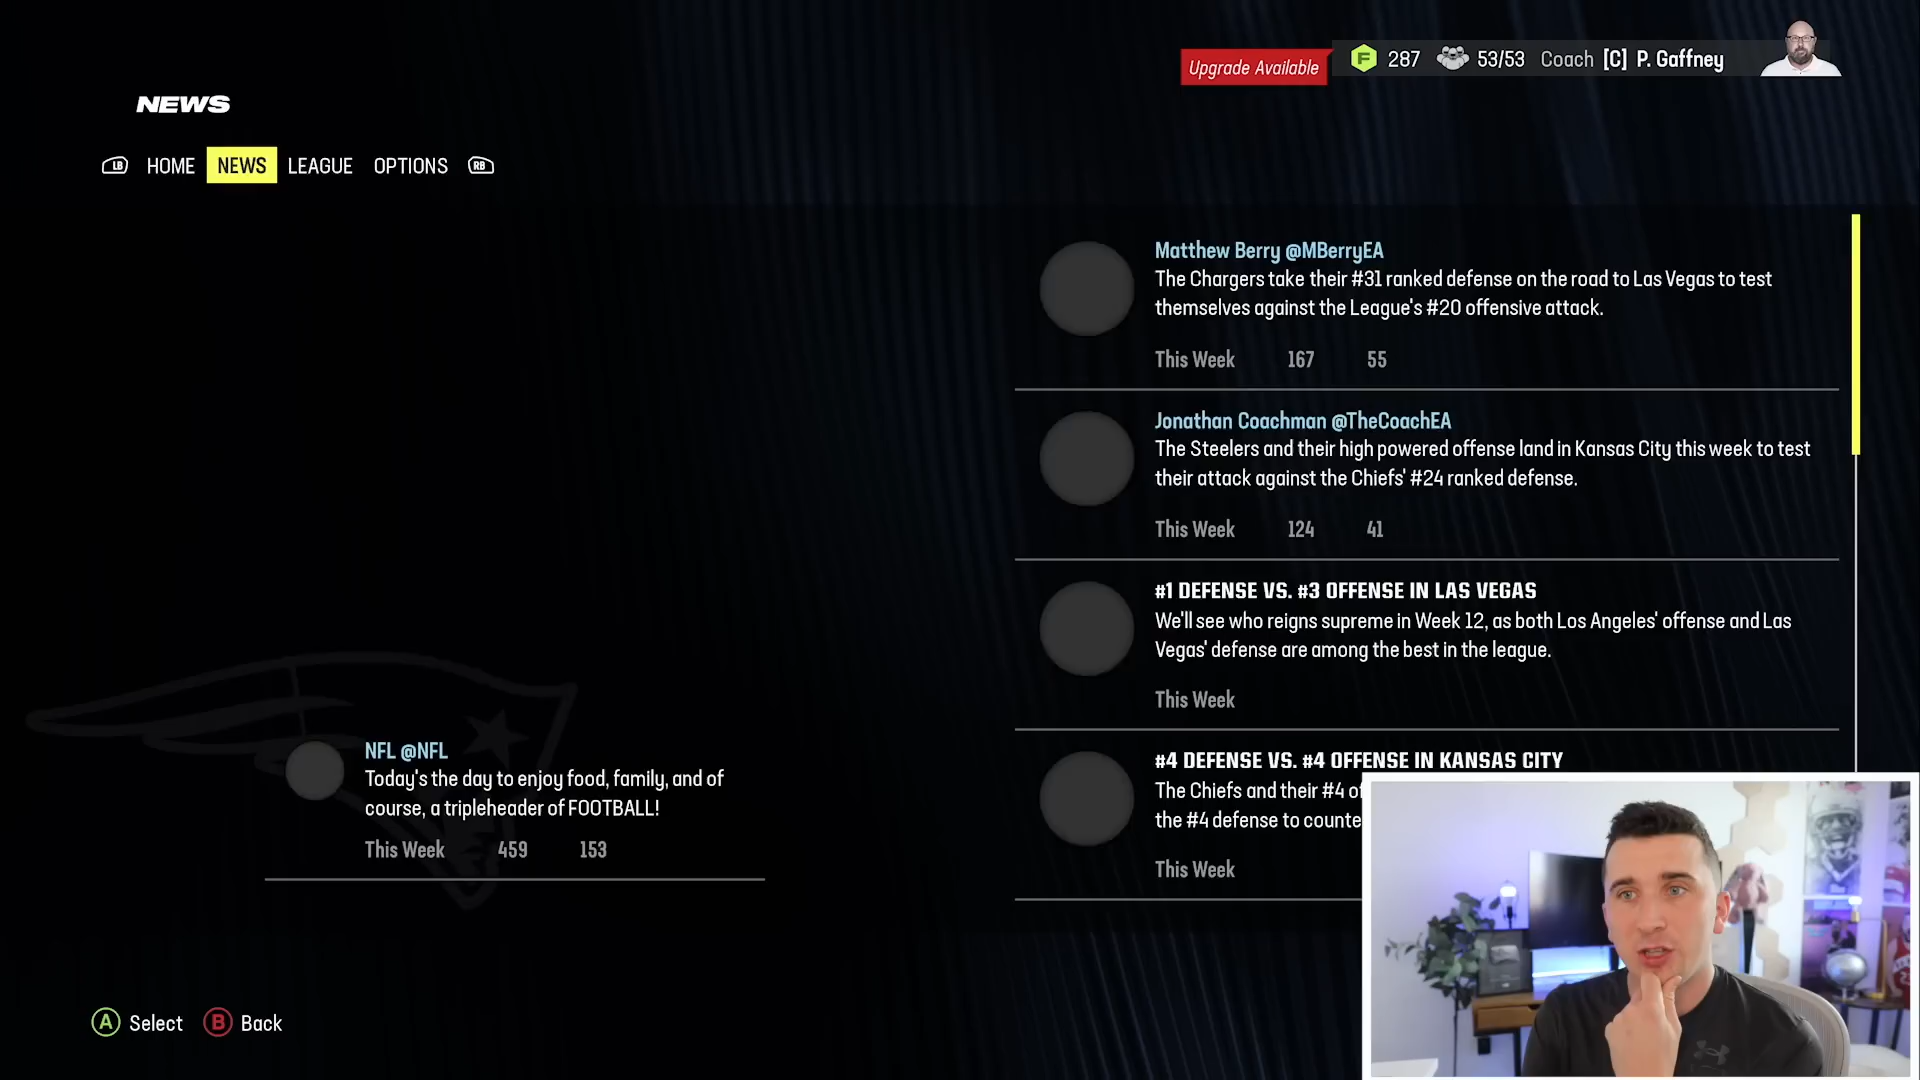 Upgrade Available
F 287 53/53 Coach [C] P. Gaffney
NEWS
LB HOME NEWS LEAGUE OPTIONS RB
Matthew Berry @MBerryEA
The Chargers take their #31 ranked defense on the road to Las Vegas to test
themselves against the League's #20 offensive attack.
This Week 167 55
Jonathan Coachman @TheCoachEA
The Steelers and their high powered offense land in Kansas City this week to test
their attack against the Chiefs' #24 ranked defense.
This Week 124 41
#1 DEFENSE VS. #3 OFFENSE IN LAS VEGAS
We'll see who reigns supreme in Week 12, as both Los Angeles' offense and Las
Vegas' defense are among the best in the league.
This Week
#4 DEFENSE VS. #4 OFFENSE IN KANSAS CITY
The Chiefs and their #4
the #4 defense to
This Week
NFL @NFL
Today's the day to enjoy food, family, and of
course, a tripleheader of FOOTBALL!
This Week 459 153
A Select B Back